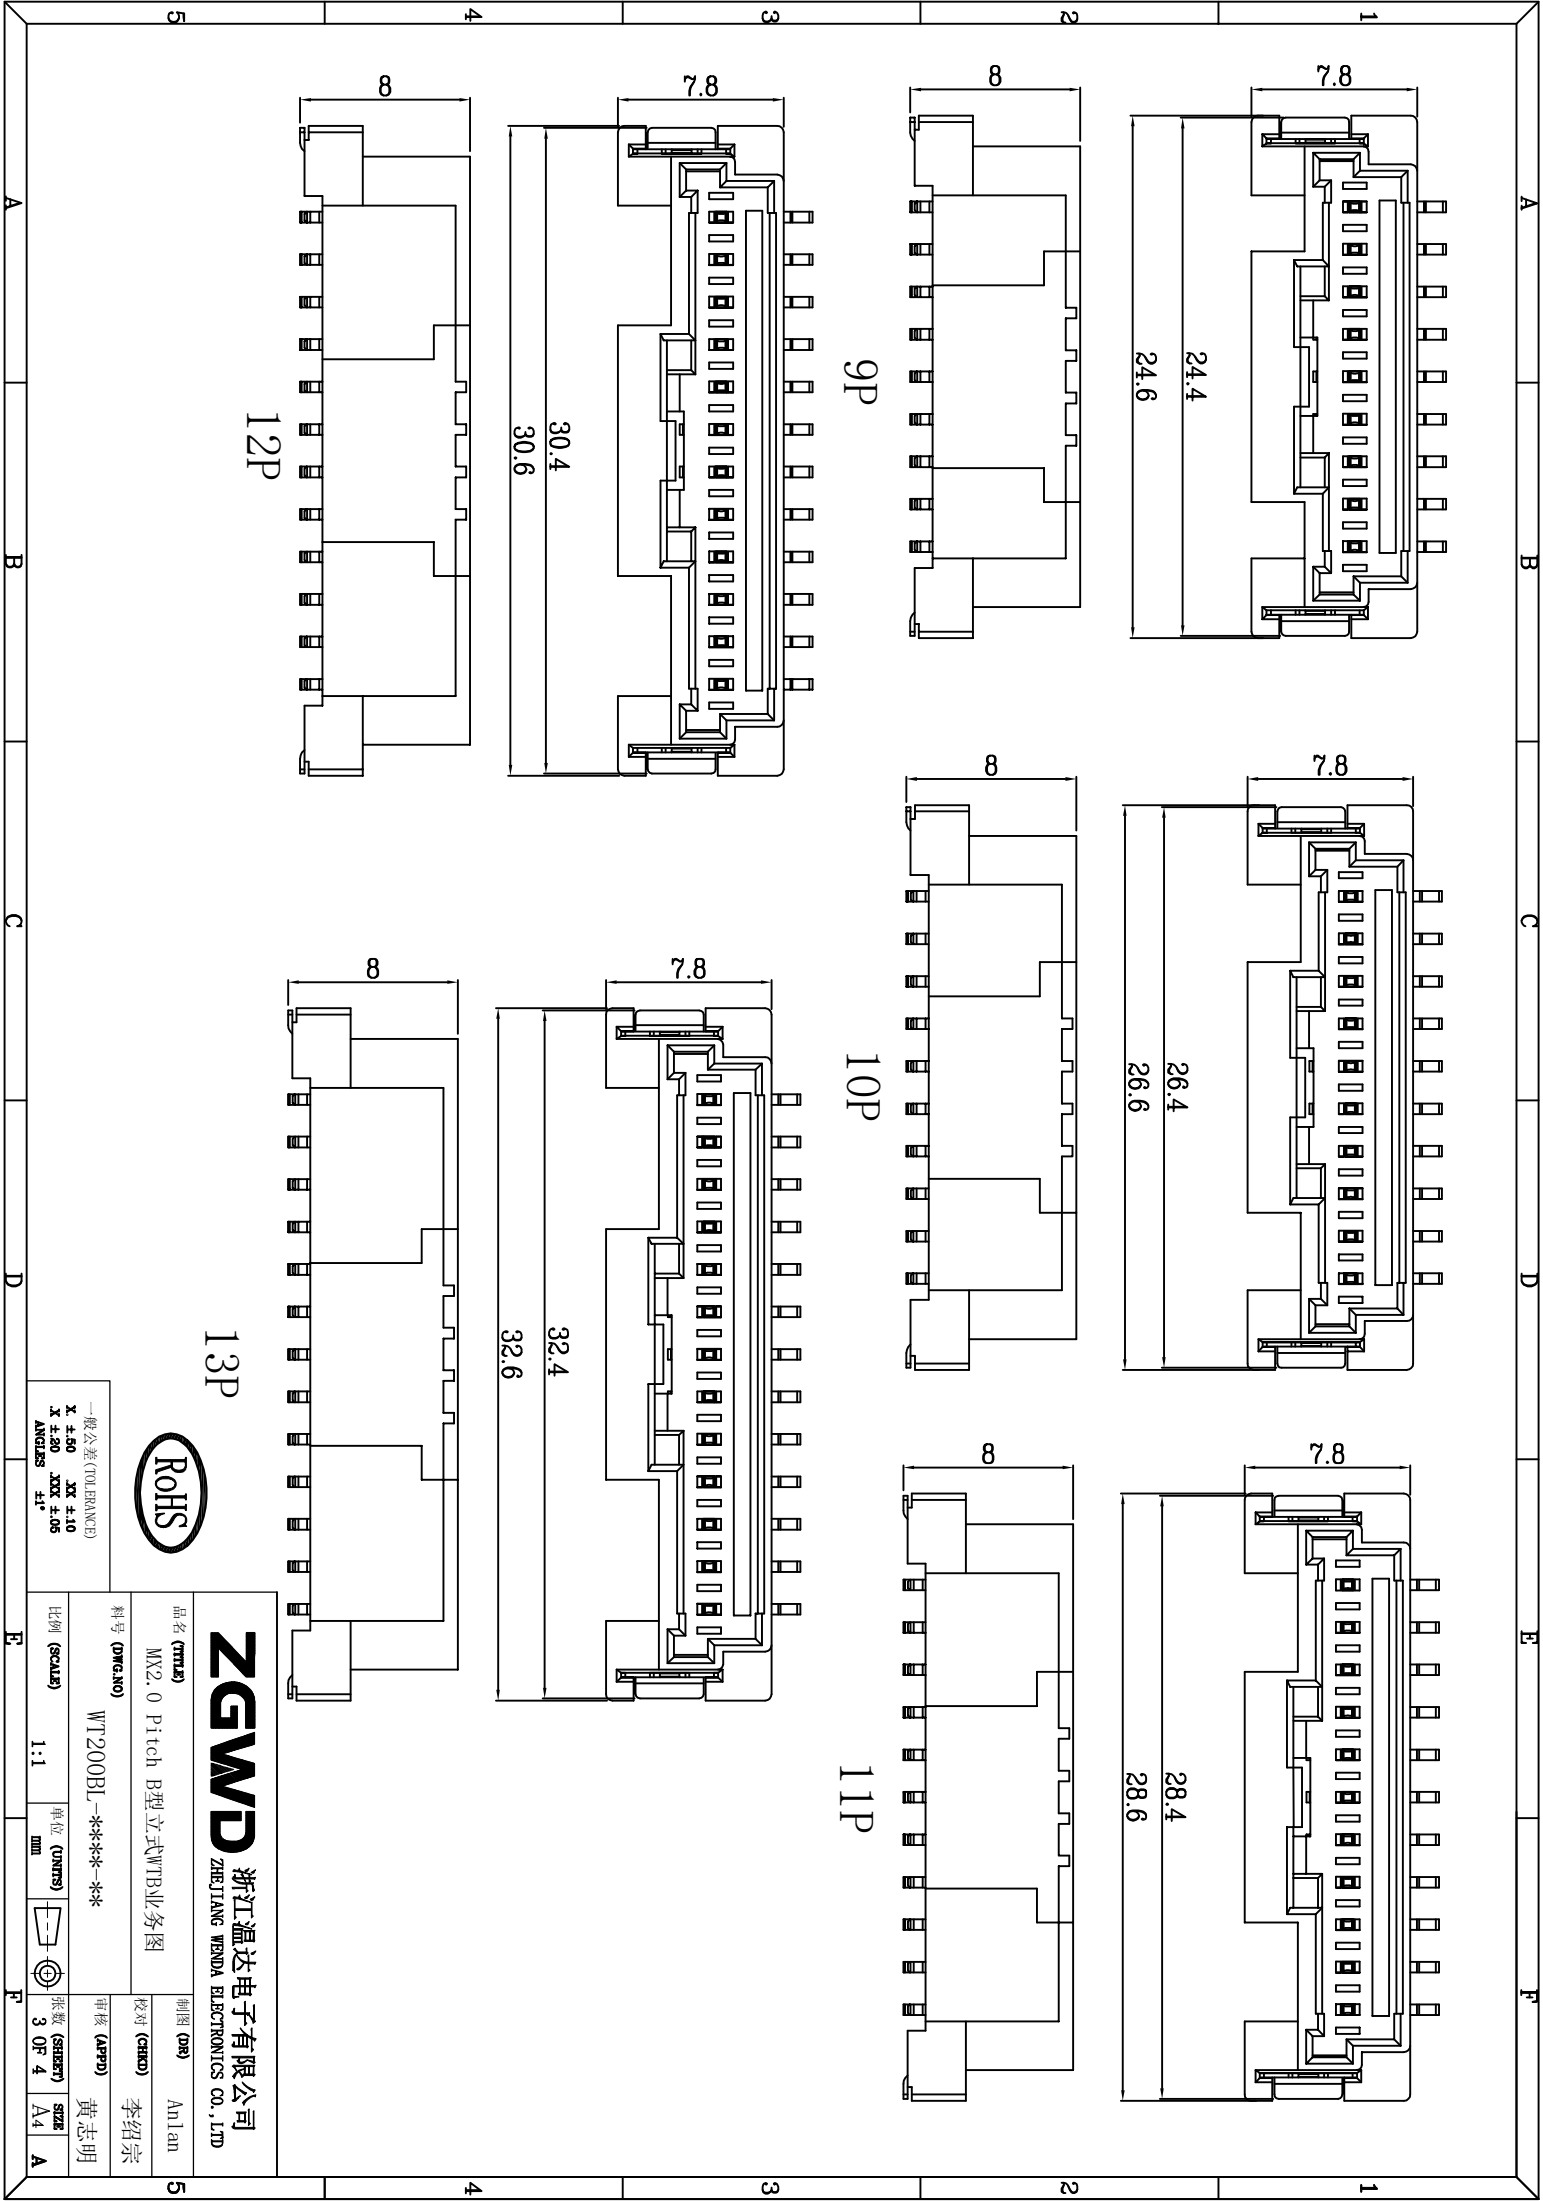 1
2
3
4
5
A
B
C
D
E
F
7.8
24.4
24.6
8
9P
7.8
26.4
26.6
8
10P
7.8
28.4
28.6
8
11P
7.8
30.4
30.6
8
12P
7.8
32.4
32.6
8
13P
RoHS
一般公差(TOLERANCE)
X. ±.50 .XX ±.10
.X ±.20 .XXX ±.05
ANGLES ±1°
ZGWD 浙江温达电子有限公司
ZHEJIANG WENDA ELECTRONICS CO.,LTD
品名 (TITLE)
MX2.0 Pitch B型立式WTB业务图
料号 (DWG.NO)
WT200BL-****-**
比例 (SCALE) 1:1
单位 (UNITS) mm
制图 (DR) Anlan
校对 (CHKD) 李绍宗
审核 (APPD) 黄志明
张数 (SHEET) 3 OF 4
SIZE A4
A
1
2
3
4
5
A
B
C
D
E
F